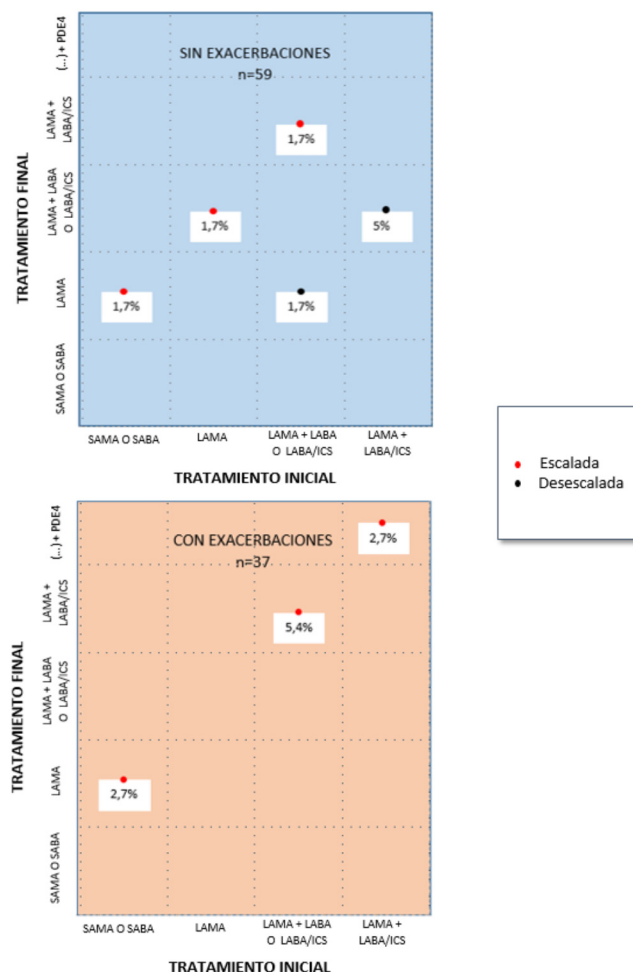 (...) + PDE4
LAMA +
LABA/ICS
LAMA + LABA
O LABA/ICS
LAMA
SAMA O SABA
TRATAMIENTO FINAL
SIN EXACERBACIONES
n=59
1,7%
1,7%
5%
1,7%
1,7%
SAMA O SABA
LAMA
LAMA + LABA
O LABA/ICS
LAMA +
LABA/ICS
TRATAMIENTO INICIAL
Escalada
Desescalada
(...) + PDE4
LAMA +
LABA/ICS
LAMA + LABA
O LABA/ICS
LAMA
SAMA O SABA
TRATAMIENTO FINAL
CON EXACERBACIONES
n=37
2,7%
5,4%
2,7%
SAMA O SABA
LAMA
LAMA + LABA
O LABA/ICS
LAMA +
LABA/ICS
TRATAMIENTO INICIAL